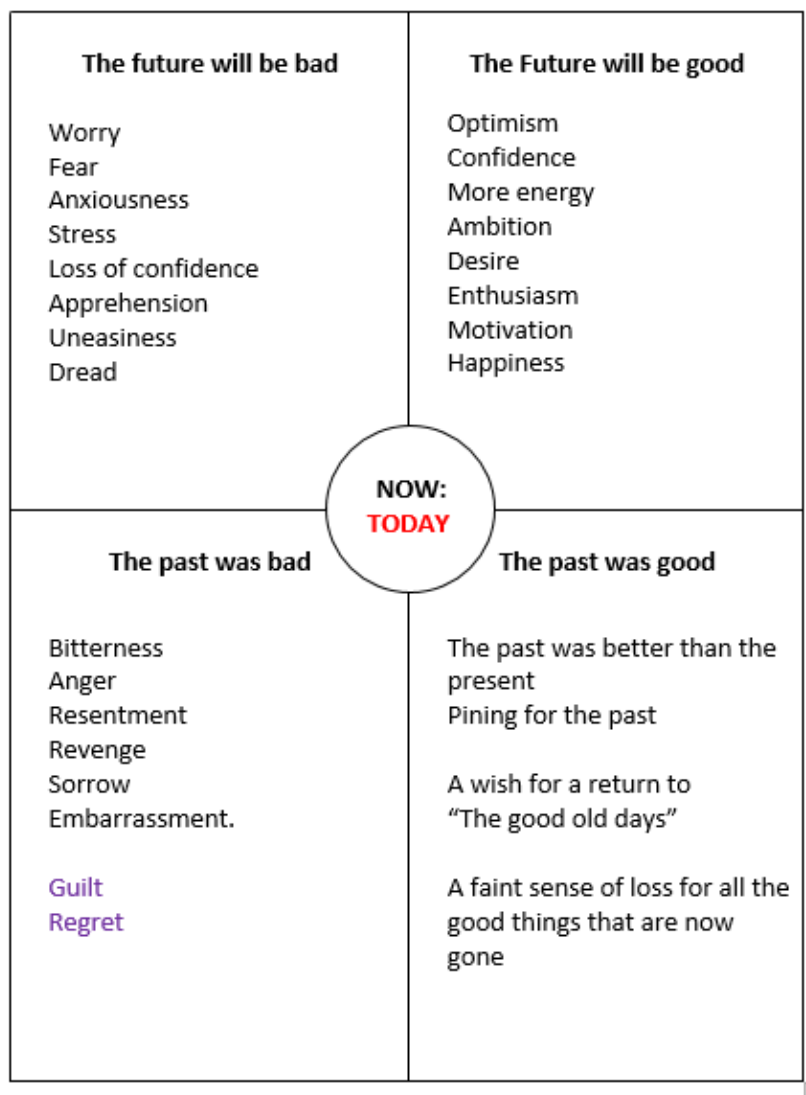 The future will be bad
Worry
Fear
Anxiousness
Stress
Loss of confidence
Apprehension
Uneasiness
Dread
The Future will be good
Optimism
Confidence
More energy
Ambition
Desire
Enthusiasm
Motivation
Happiness
NOW:
TODAY
The past was bad
Bitterness
Anger
Resentment
Revenge
Sorrow
Embarrassment.
Guilt
Regret
The past was good
The past was better than the
present
Pining for the past
A wish for a return to
“The good old days”
A faint sense of loss for all the
good things that are now
gone